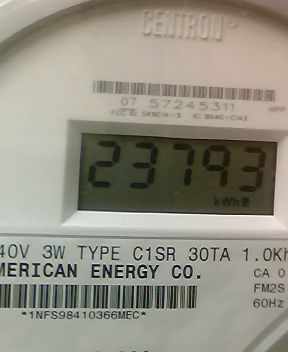 CENTRON
07 57245311
23793
kWh
40V 3W TYPE C1SR 30TA 1.0Kh
MERICAN ENERGY CO.
CA 0
FM2S
60Hz
*1NFS98410366MEC*